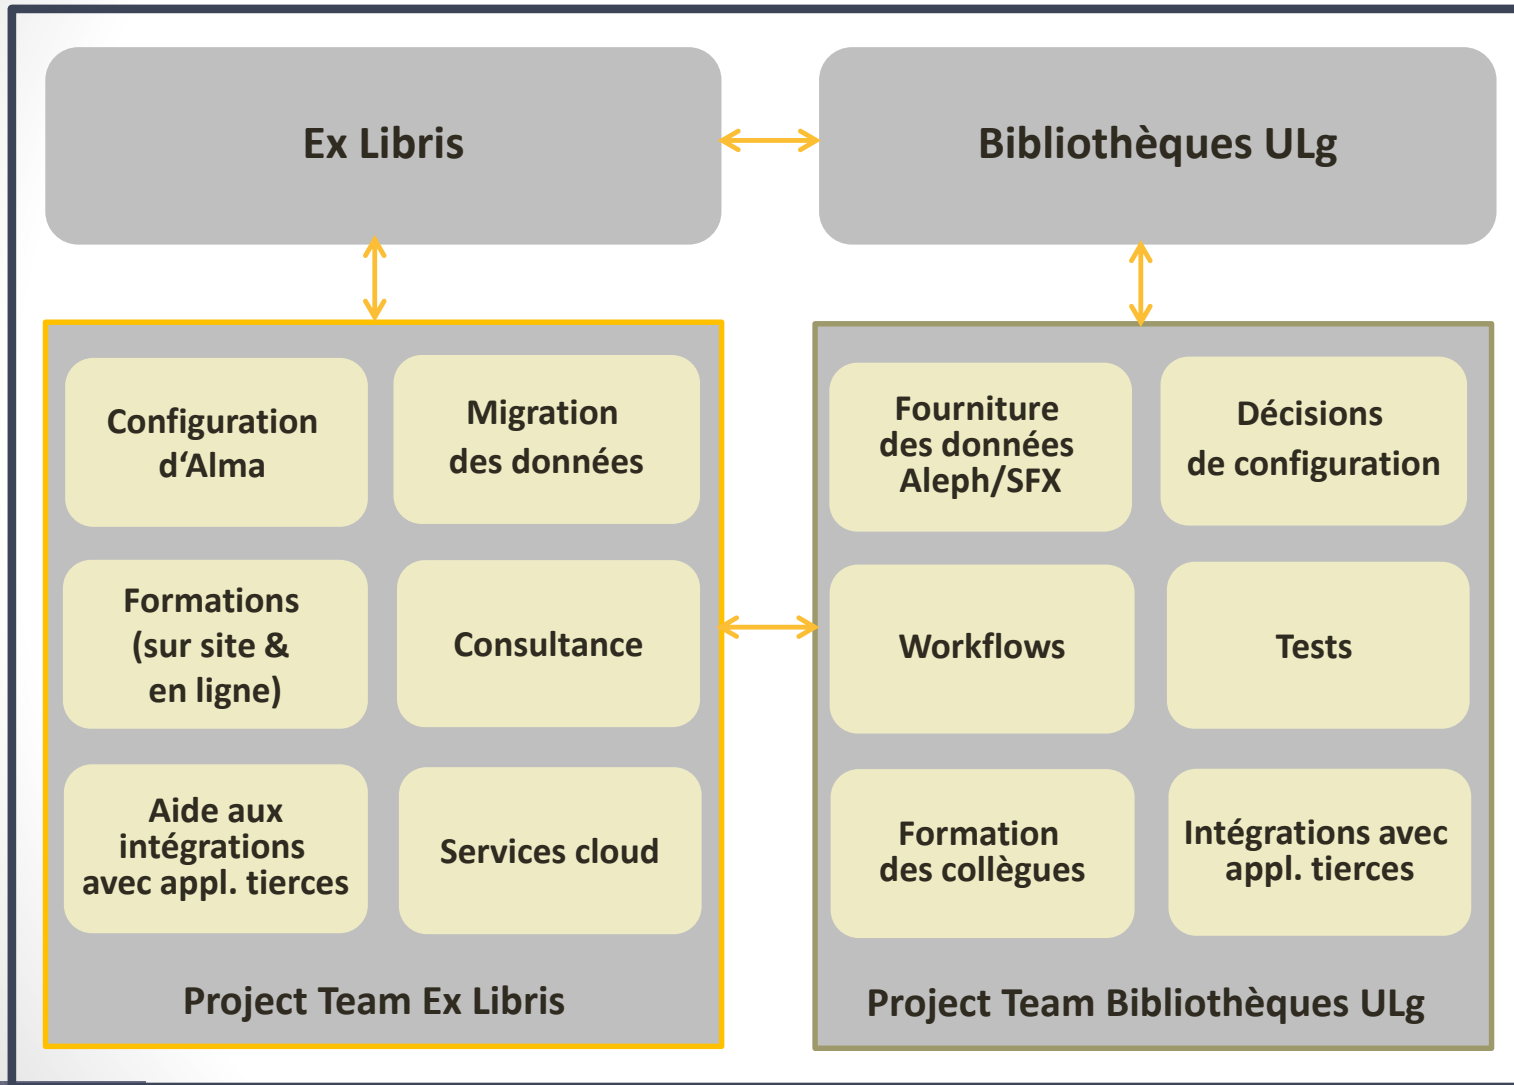 Ex Libris
Bibliothèques ULg
Configuration
d‘Alma
Migration
des données
Formations
(sur site &
en ligne)
Consultance
Aide aux
intégrations
avec appl. tierces
Services cloud
Project Team Ex Libris
Fourniture
des données
Aleph/SFX
Décisions
de configuration
Workflows
Tests
Formation
des collègues
Intégrations avec
appl. tierces
Project Team Bibliothèques ULg